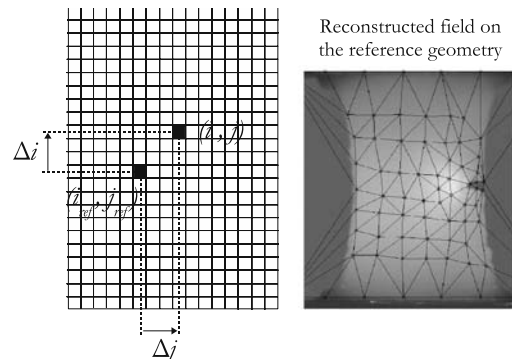 Reconstructed field on
the reference geometry
(i, j)
Δi
(i_ref, j_ref)
Δj